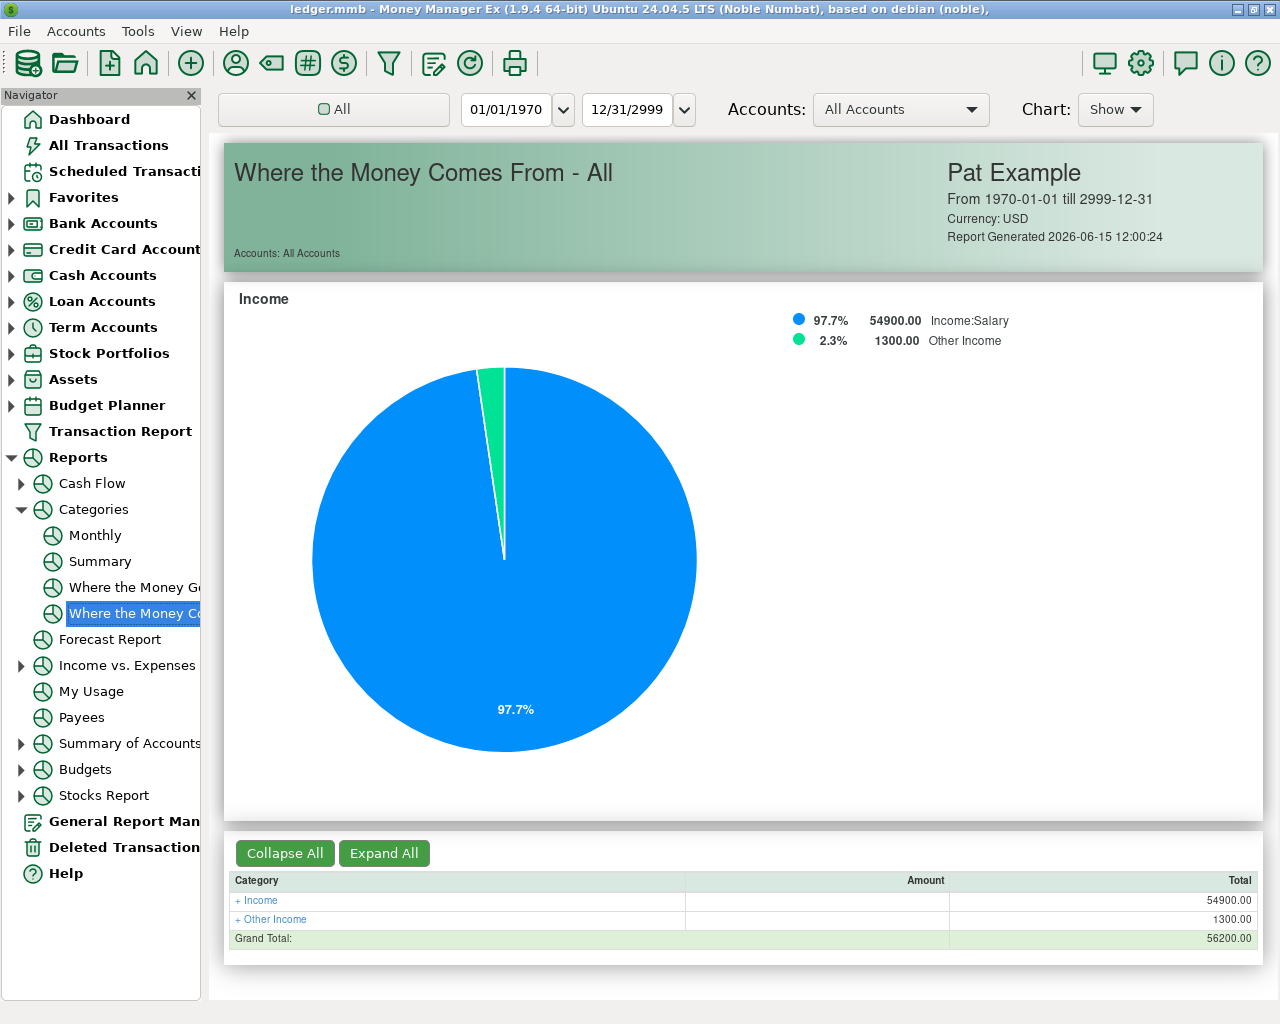 ledger.mmb - Money Manager Ex (1.9.4 64-bit) Ubuntu 24.04.5 LTS (Noble Numbat), based on debian (noble),
File Accounts Tools View Help
Navigator
Dashboard
All Transactions
Scheduled Transacti
Favorites
Bank Accounts
Credit Card Account
Cash Accounts
Loan Accounts
Term Accounts
Stock Portfolios
Assets
Budget Planner
Transaction Report
Reports
Cash Flow
Categories
Monthly
Summary
Where the Money Go
Where the Money Co
Forecast Report
Income vs. Expenses
My Usage
Payees
Summary of Accounts
Budgets
Stocks Report
General Report Man
Deleted Transaction
Help
All 01/01/1970 12/31/2999 Accounts: All Accounts Chart: Show
Where the Money Comes From - All
Accounts: All Accounts
Pat Example
From 1970-01-01 till 2999-12-31
Currency: USD
Report Generated 2026-06-15 12:00:24
Income
97.7% 54900.00 Income:Salary
2.3% 1300.00 Other Income
97.7%
Collapse All Expand All
Category Amount Total
+ Income 54900.00
+ Other Income 1300.00
Grand Total: 56200.00